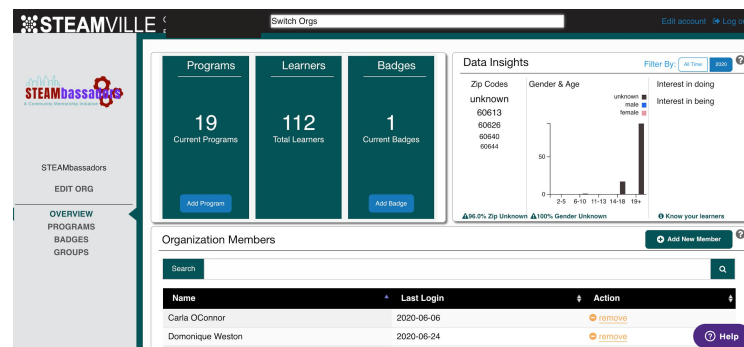 STEAMVILLE
Switch Orgs
Edit account Log ou
STEAMbassadors
A Community Mentorship Initiative
STEAMbassadors
EDIT ORG
OVERVIEW
PROGRAMS
BADGES
GROUPS
Programs
19
Current Programs
Add Program
Learners
112
Total Learners
Badges
1
Current Badges
Add Badge
Data Insights
Filter By: All Time 2020
Zip Codes
unknown
60613
60626
60640
60644
Gender & Age
unknown
male
female
50
0
2-5 6-10 11-13 14-18 19+
Interest in doing
Interest in being
96.0% Zip Unknown 100% Gender Unknown
Know your learners
Organization Members
Add New Member
Search
Name Last Login Action
Carla OConnor 2020-06-06 remove
Domonique Weston 2020-06-24 remove
Help